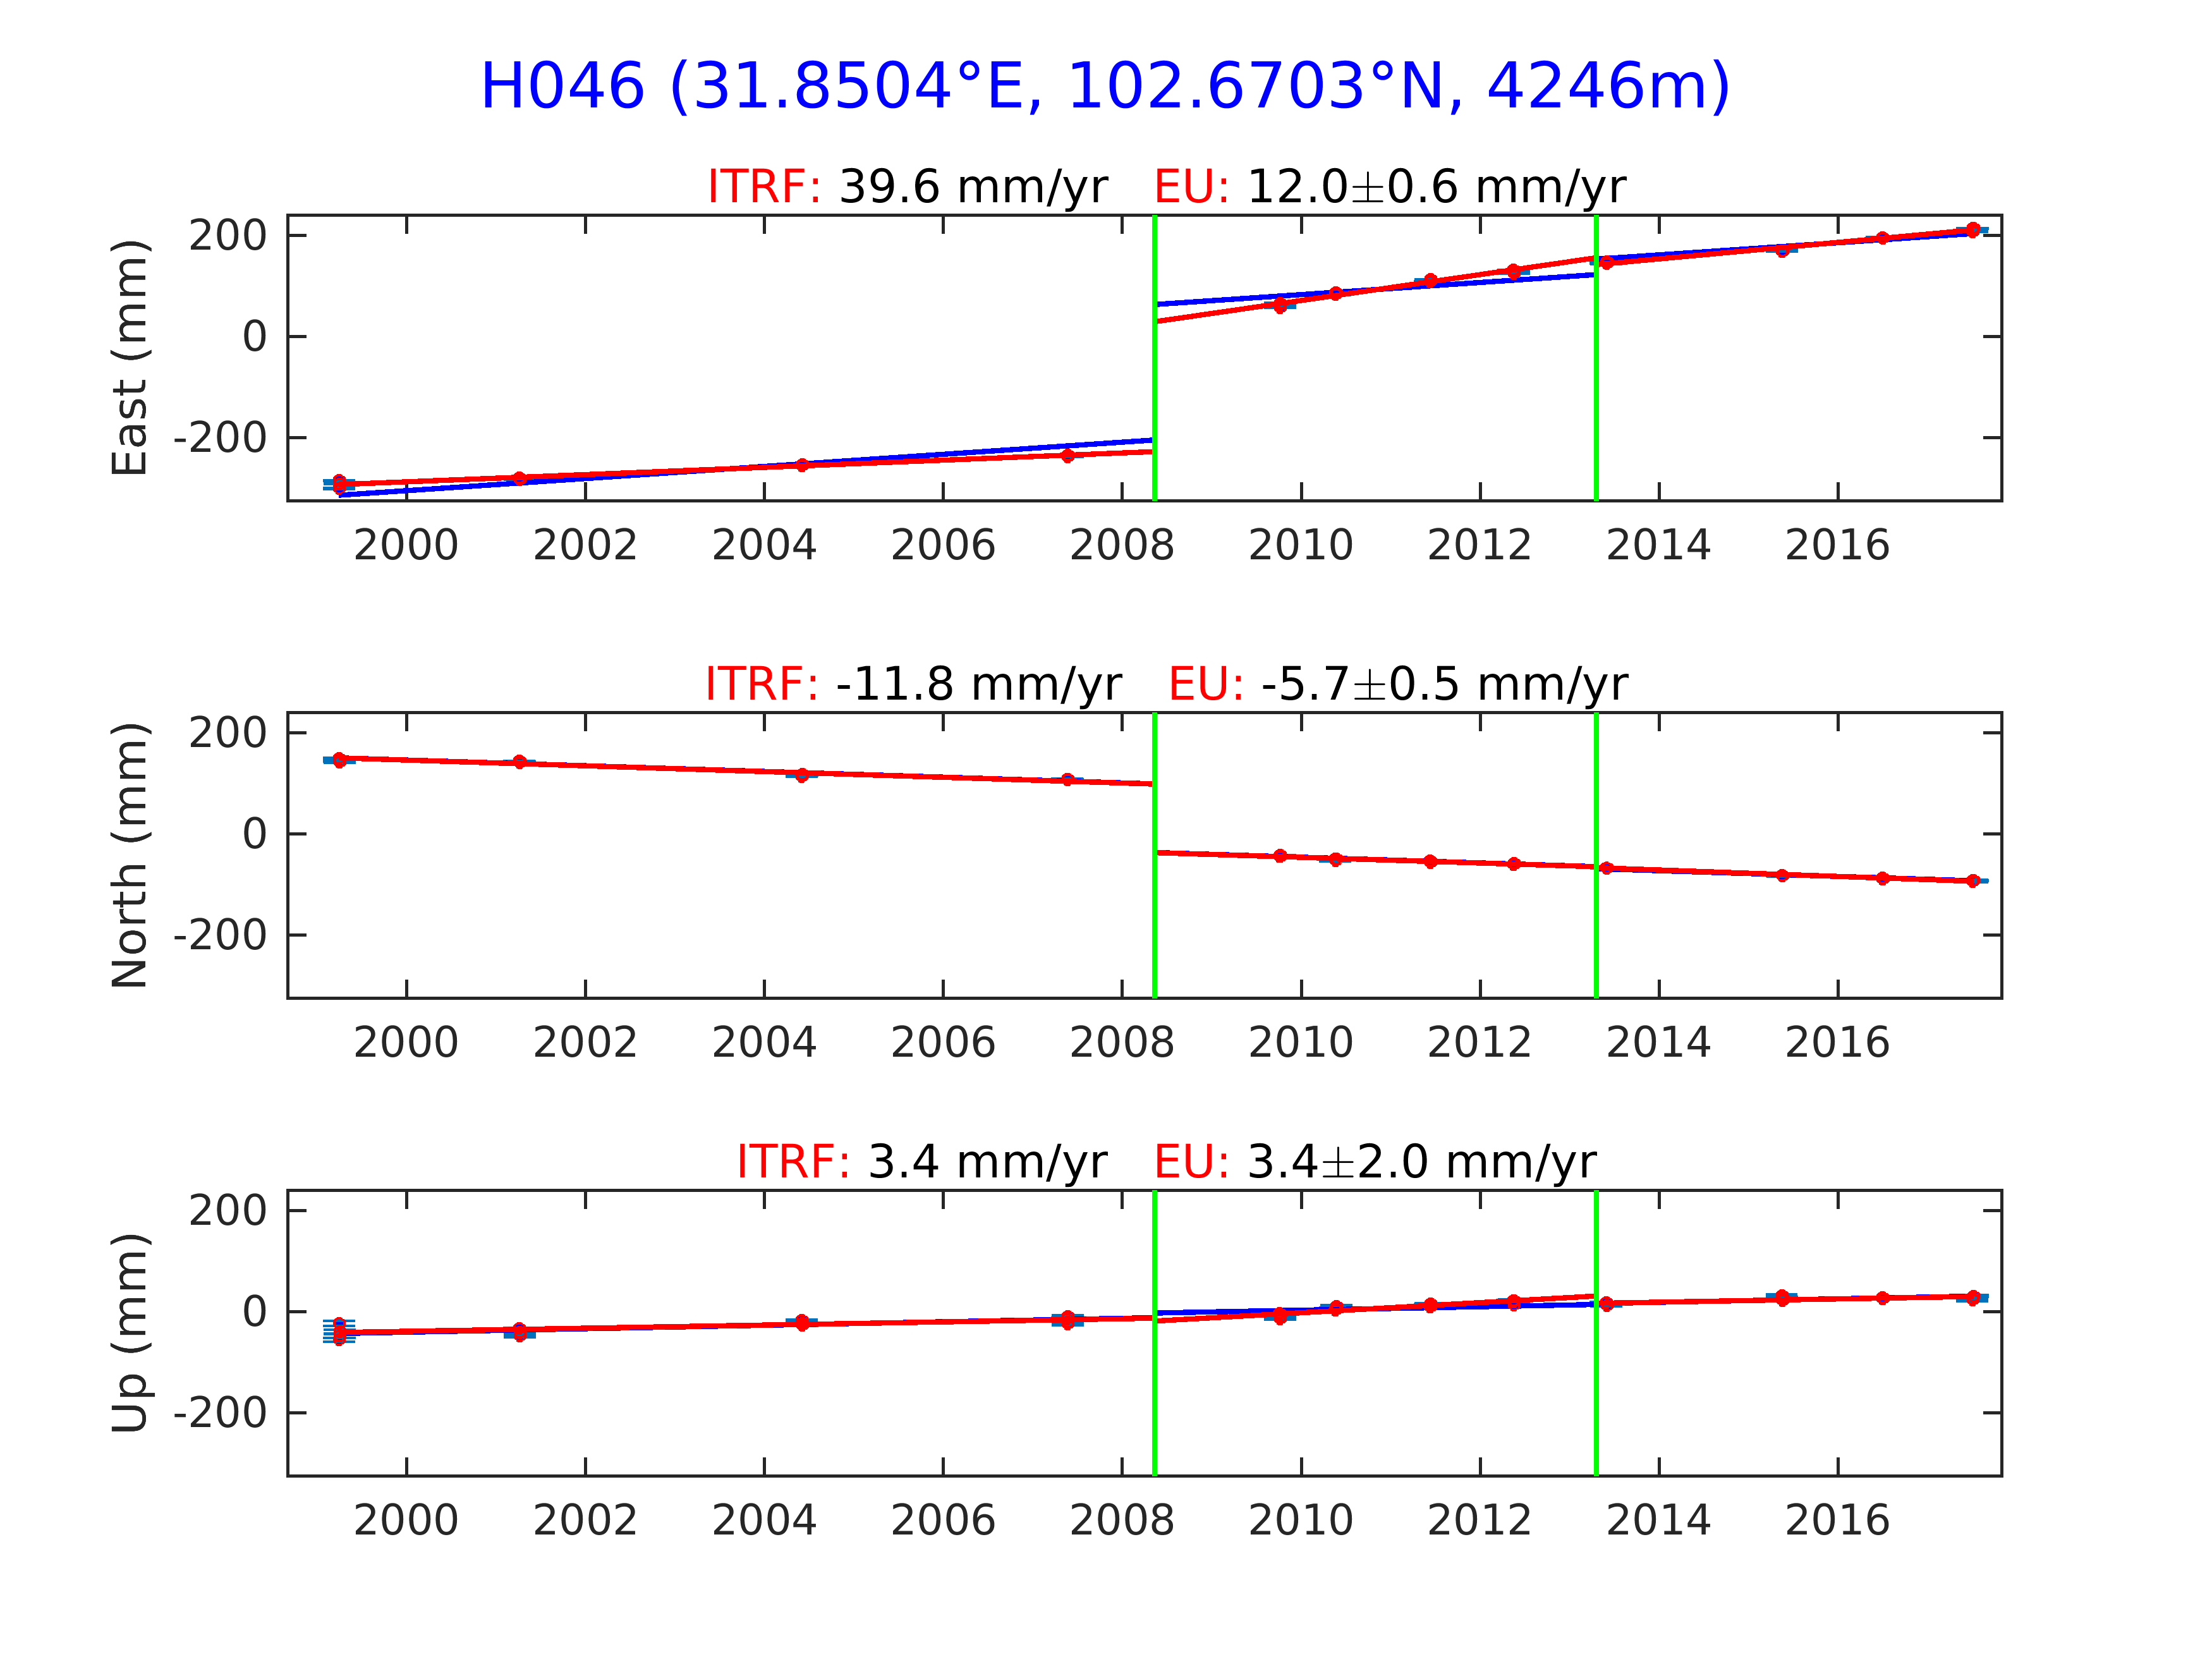 H046 (31.8504°E, 102.6703°N, 4246m)
ITRF: 39.6 mm/yr EU: 12.0±0.6 mm/yr
East (mm)
200
0
-200
2000 2002 2004 2006 2008 2010 2012 2014 2016
ITRF: -11.8 mm/yr EU: -5.7±0.5 mm/yr
North (mm)
200
0
-200
2000 2002 2004 2006 2008 2010 2012 2014 2016
ITRF: 3.4 mm/yr EU: 3.4±2.0 mm/yr
Up (mm)
200
0
-200
2000 2002 2004 2006 2008 2010 2012 2014 2016